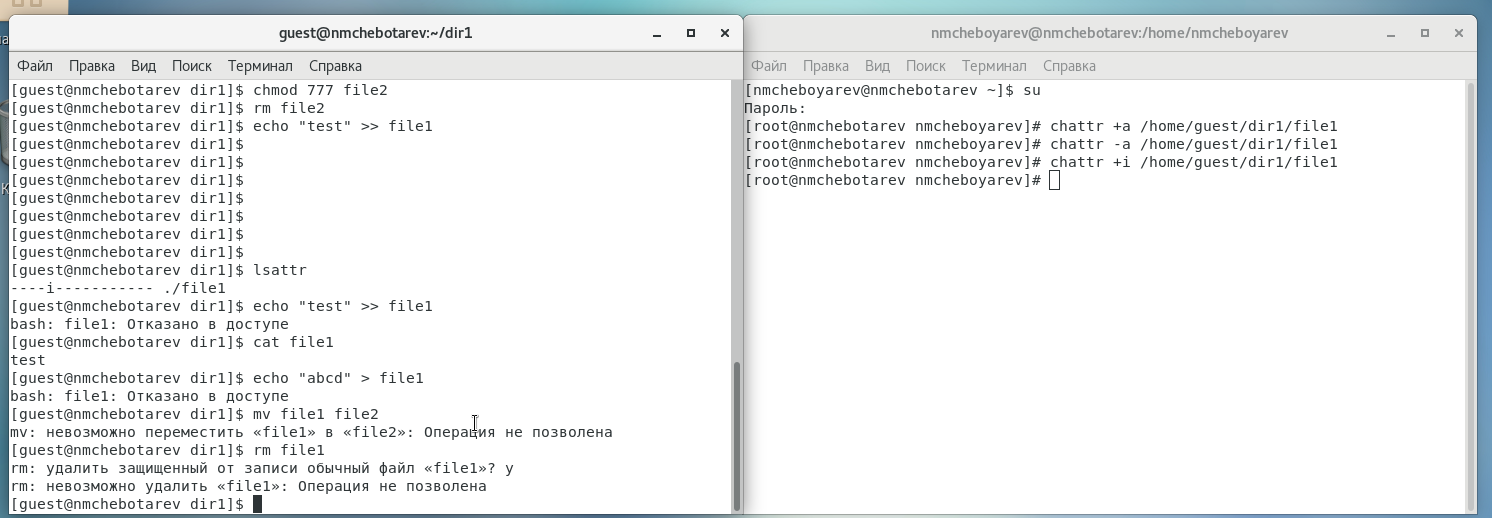 guest@nmchebotarev:~/dir1
Файл Правка Вид Поиск Терминал Справка
[guest@nmchebotarev dir1]$ chmod 777 file2
[guest@nmchebotarev dir1]$ rm file2
[guest@nmchebotarev dir1]$ echo "test" >> file1
[guest@nmchebotarev dir1]$
[guest@nmchebotarev dir1]$
[guest@nmchebotarev dir1]$
[guest@nmchebotarev dir1]$
[guest@nmchebotarev dir1]$
[guest@nmchebotarev dir1]$
[guest@nmchebotarev dir1]$
[guest@nmchebotarev dir1]$ lsattr
----i----------- ./file1
[guest@nmchebotarev dir1]$ echo "test" >> file1
bash: file1: Отказано в доступе
[guest@nmchebotarev dir1]$ cat file1
test
[guest@nmchebotarev dir1]$ echo "abcd" > file1
bash: file1: Отказано в доступе
[guest@nmchebotarev dir1]$ mv file1 file2
mv: невозможно переместить «file1» в «file2»: Операция не позволена
[guest@nmchebotarev dir1]$ rm file1
rm: удалить защищенный от записи обычный файл «file1»? y
rm: невозможно удалить «file1»: Операция не позволена
[guest@nmchebotarev dir1]$
nmcheboyarev@nmchebotarev:/home/nmcheboyarev
Файл Правка Вид Поиск Терминал Справка
[nmcheboyarev@nmchebotarev ~]$ su
Пароль:
[root@nmchebotarev nmcheboyarev]# chattr +a /home/guest/dir1/file1
[root@nmchebotarev nmcheboyarev]# chattr -a /home/guest/dir1/file1
[root@nmchebotarev nmcheboyarev]# chattr +i /home/guest/dir1/file1
[root@nmchebotarev nmcheboyarev]#